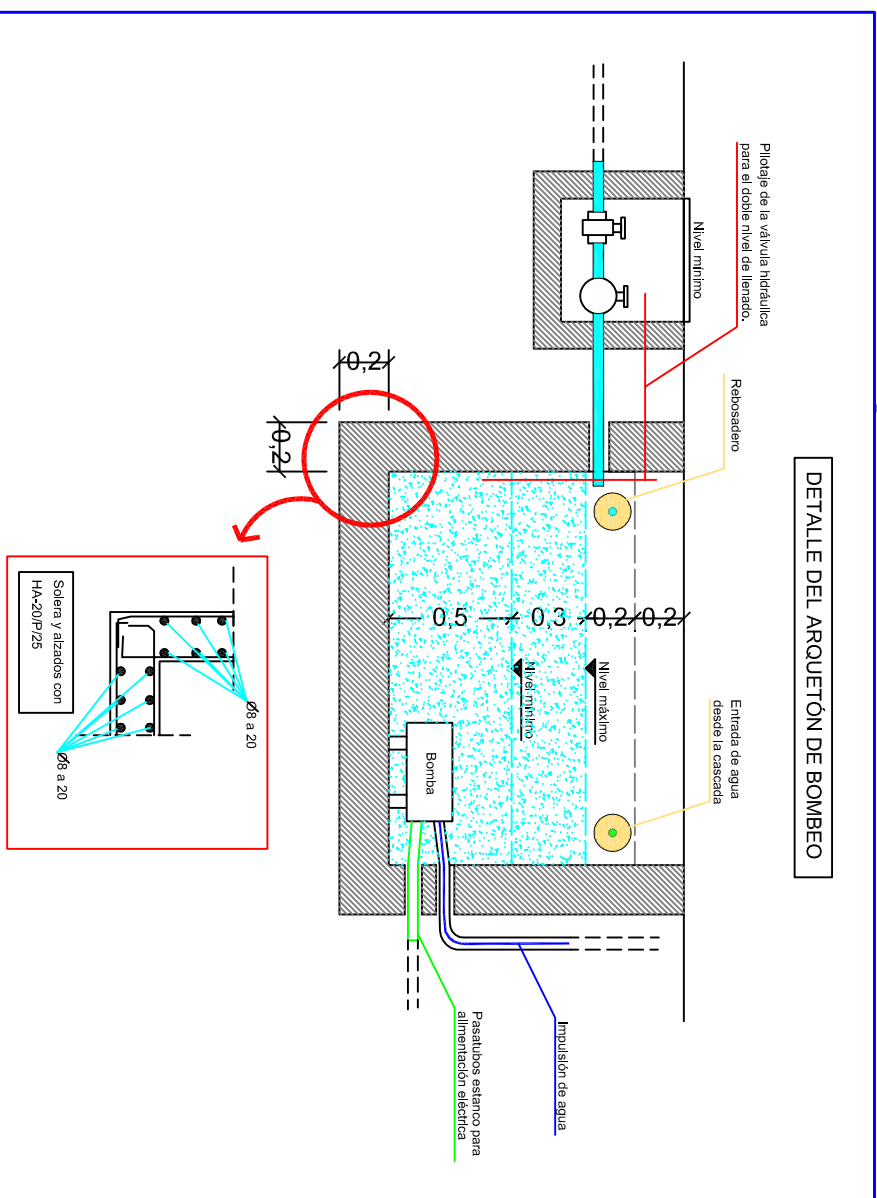 DETALLE DEL ARQUETÓN DE BOMBEO
Pilotaje de la válvula hidráulica
para el doble nivel de llenado.
Rebosadero
Entrada de agua
desde la cascada
Nivel mínimo
Nivel máximo
Nivel mínimo
0,5
0,3
0,2
0,2
0,2
0,2
Bomba
Impulsión de agua
Pasatubos estanco para
alimentación eléctrica
Solera y alzados con
HA-20/P/25
Ø8 a 20
Ø8 a 20